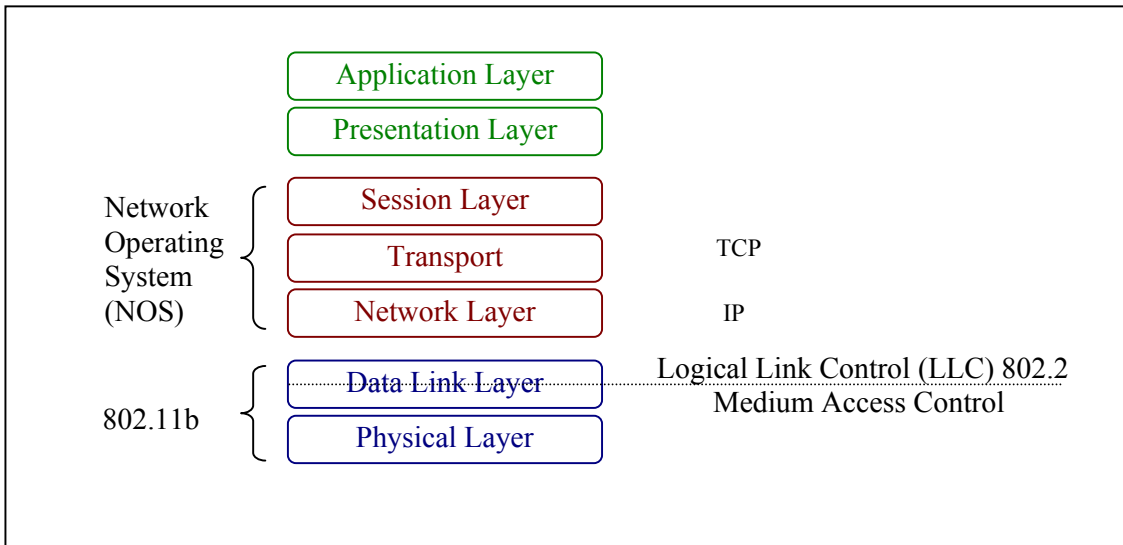 Application Layer
Presentation Layer
Network
Operating
System
(NOS)
Session Layer
Transport
TCP
Network Layer
IP
802.11b
Data Link Layer
Logical Link Control (LLC) 802.2
Medium Access Control
Physical Layer